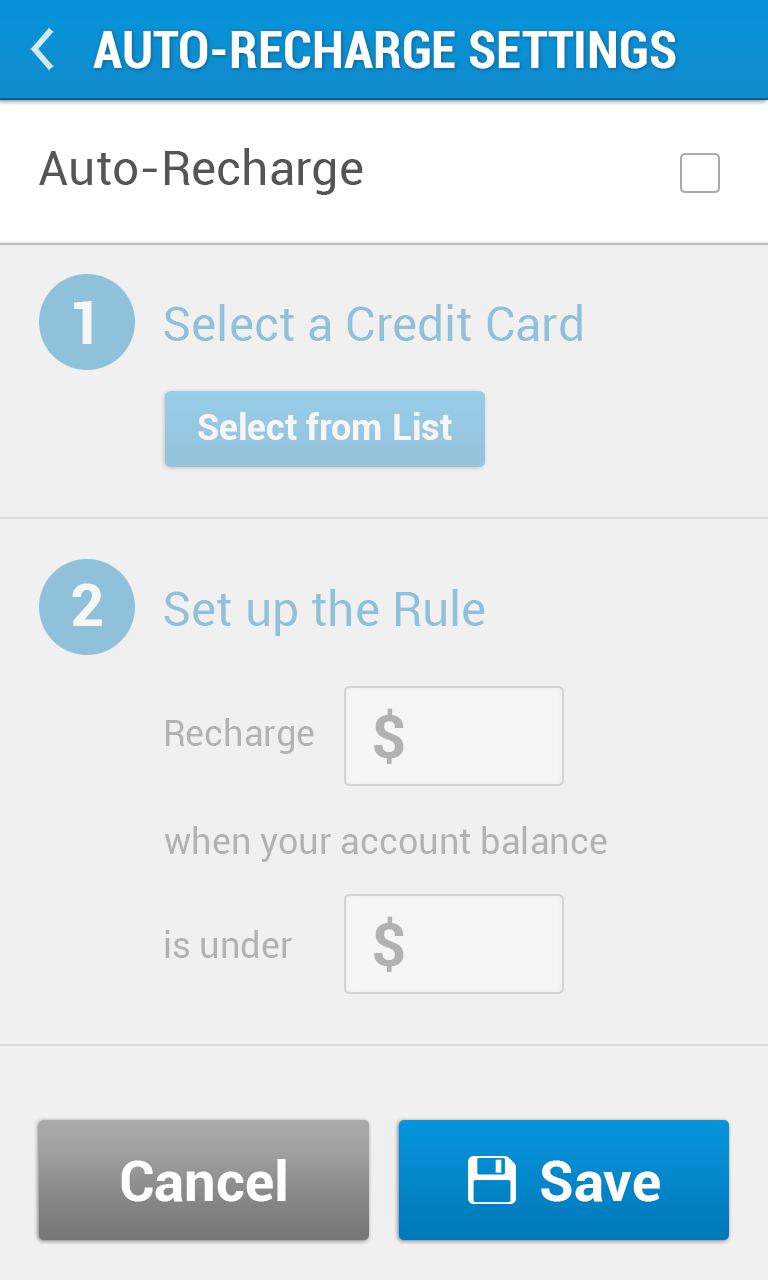 AUTO-RECHARGE SETTINGS
Auto-Recharge
1 Select a Credit Card
Select from List
2 Set up the Rule
Recharge $
when your account balance
is under $
Cancel Save